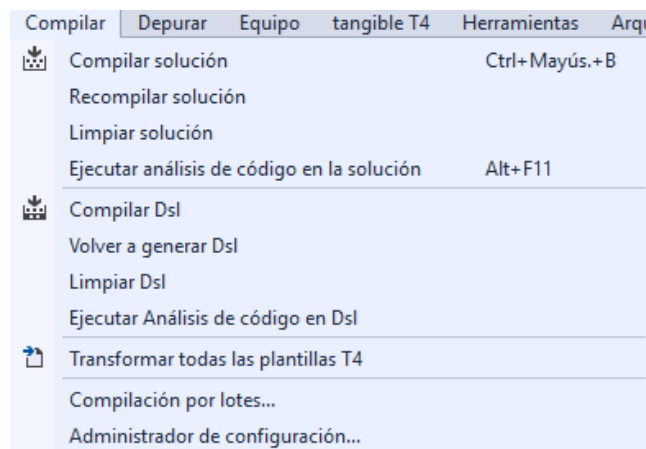 Compilar Depurar Equipo tangible T4 Herramientas
Compilar solución Ctrl+Mayús.+B
Recompilar solución
Limpiar solución
Ejecutar análisis de código en la solución Alt+F11
Compilar Dsl
Volver a generar Dsl
Limpiar Dsl
Ejecutar Análisis de código en Dsl
Transformar todas las plantillas T4
Compilación por lotes...
Administrador de configuración...